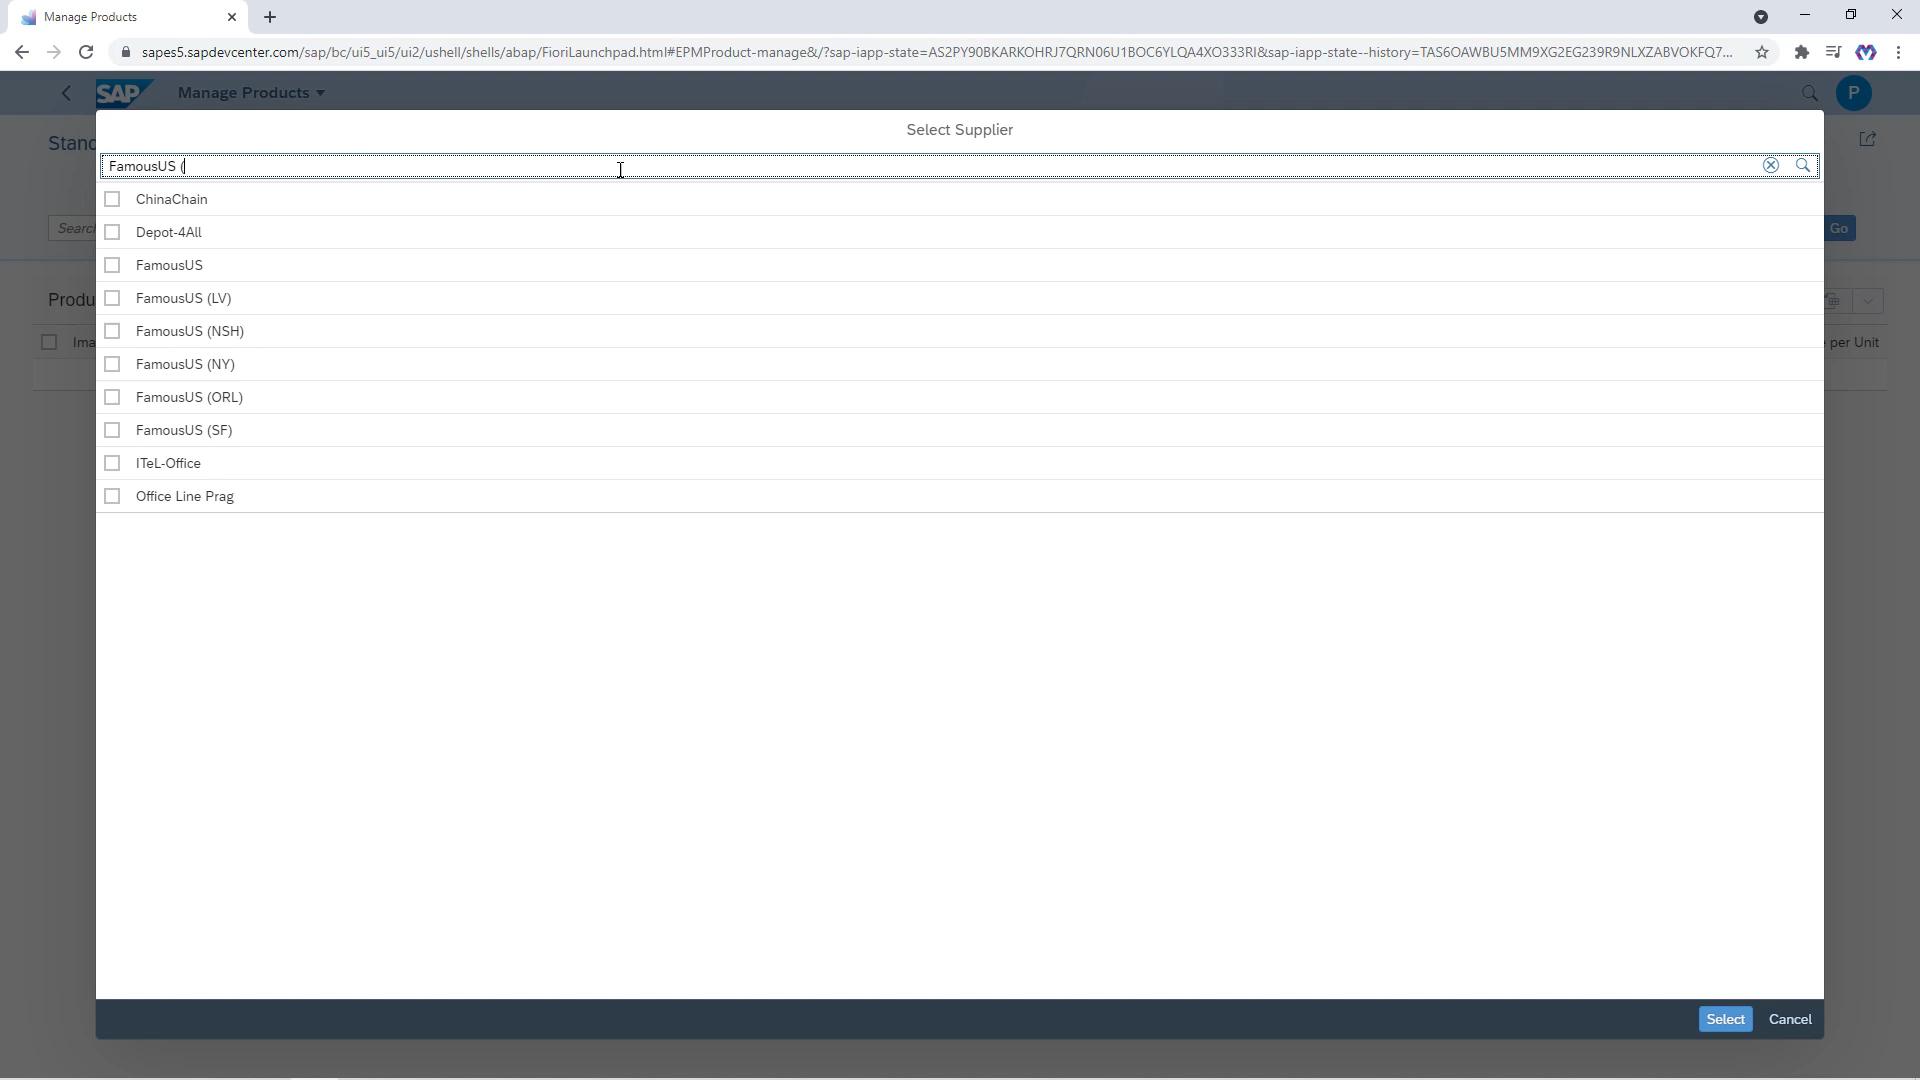 Manage Products
sapes5.sapdevcenter.com/sap/bc/ui5_ui5/ui2/ushell/shells/abap/FioriLaunchpad.html#EPMProduct-manage&/?sap-iapp-state=AS2PY90BKARKOHRJ7QRN06U1BOC6YLQA4XO333RI&sap-iapp-state--history=TAS6OAWBU5MM9XG2EG239R9NLXZABVOKFQ7...
SAP Manage Products P
Stand
Select Supplier
FamousUS (
Search
Go
Produ
Ima
e per Unit
ChinaChain
Depot-4All
FamousUS
FamousUS (LV)
FamousUS (NSH)
FamousUS (NY)
FamousUS (ORL)
FamousUS (SF)
ITeL-Office
Office Line Prag
Select Cancel